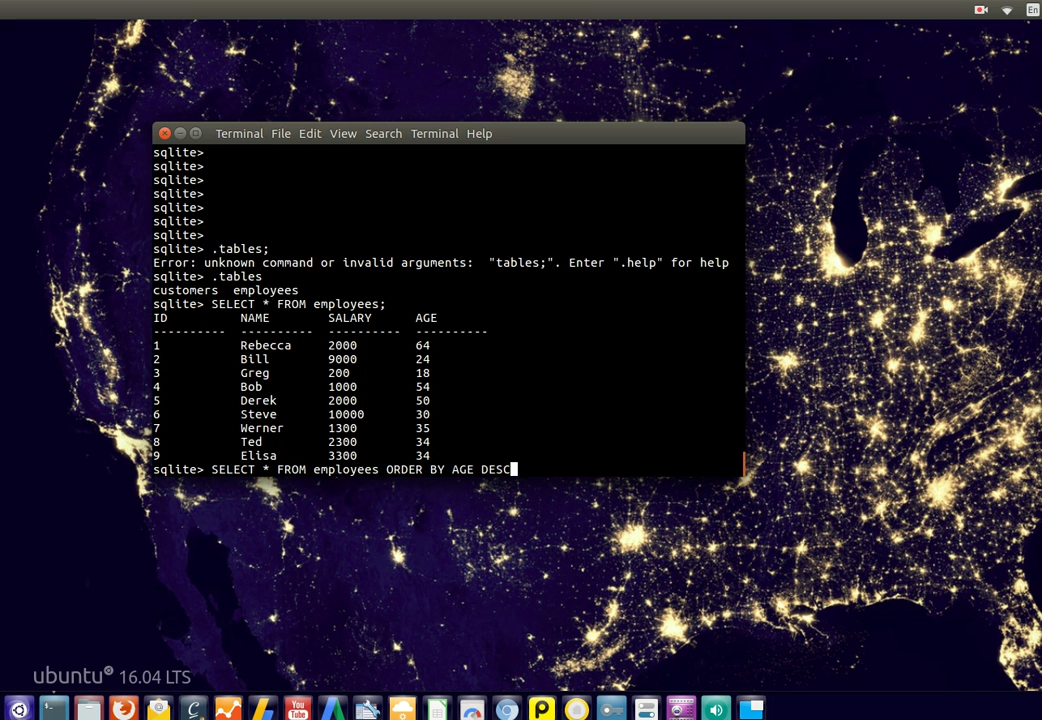 En
Terminal File Edit View Search Terminal Help
sqlite>
sqlite>
sqlite>
sqlite>
sqlite>
sqlite>
sqlite>
sqlite> .tables;
Error: unknown command or invalid arguments:  "tables;". Enter ".help" for help
sqlite> .tables
customers  employees
sqlite> SELECT * FROM employees;
ID          NAME        SALARY      AGE
----------  ----------  ----------  ----------
1           Rebecca     2000        64
2           Bill        9000        24
3           Greg        200         18
4           Bob         1000        54
5           Derek       2000        50
6           Steve       10000       30
7           Werner      1300        35
8           Ted         2300        34
9           Elisa       3300        34
sqlite> SELECT * FROM employees ORDER BY AGE DESC
ubuntu® 16.04 LTS
You
Tube